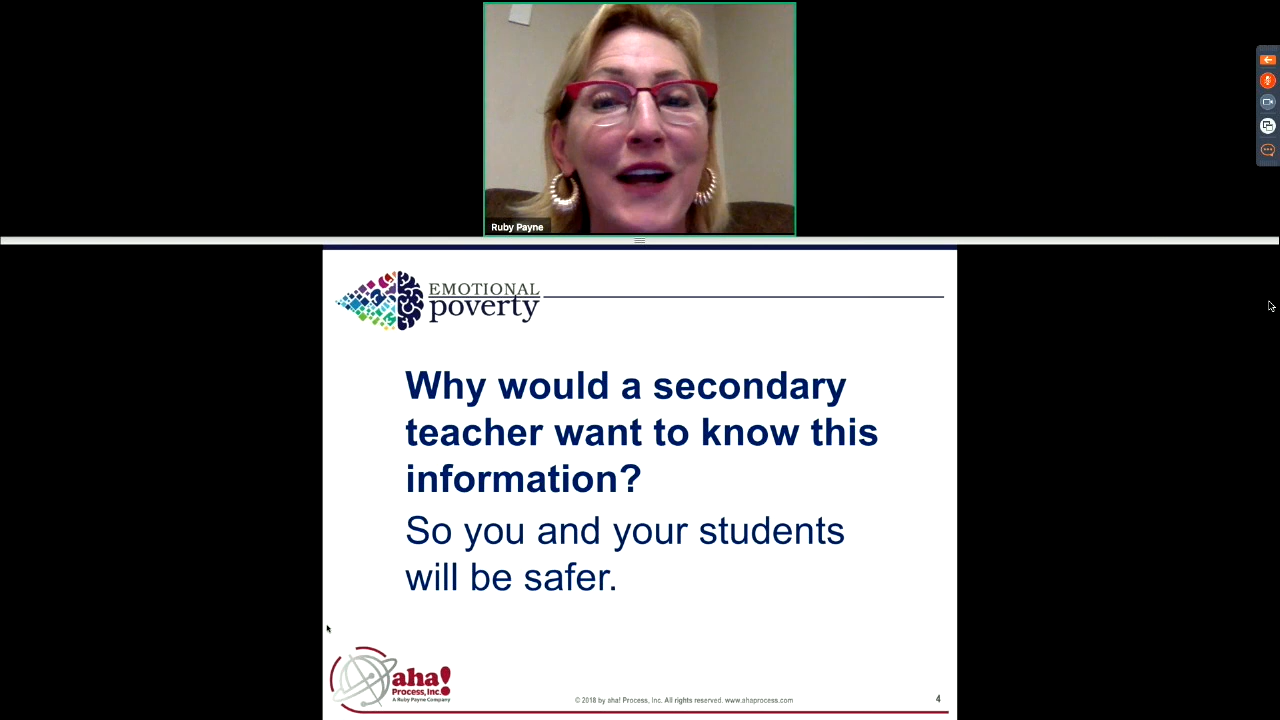 Ruby Payne
EMOTIONAL
poverty
Why would a secondary
teacher want to know this
information?
So you and your students
will be safer.
aha!
Process, Inc.
A Ruby Payne Company
© 2018 by aha! Process, Inc. All rights reserved. www.ahaprocess.com
4